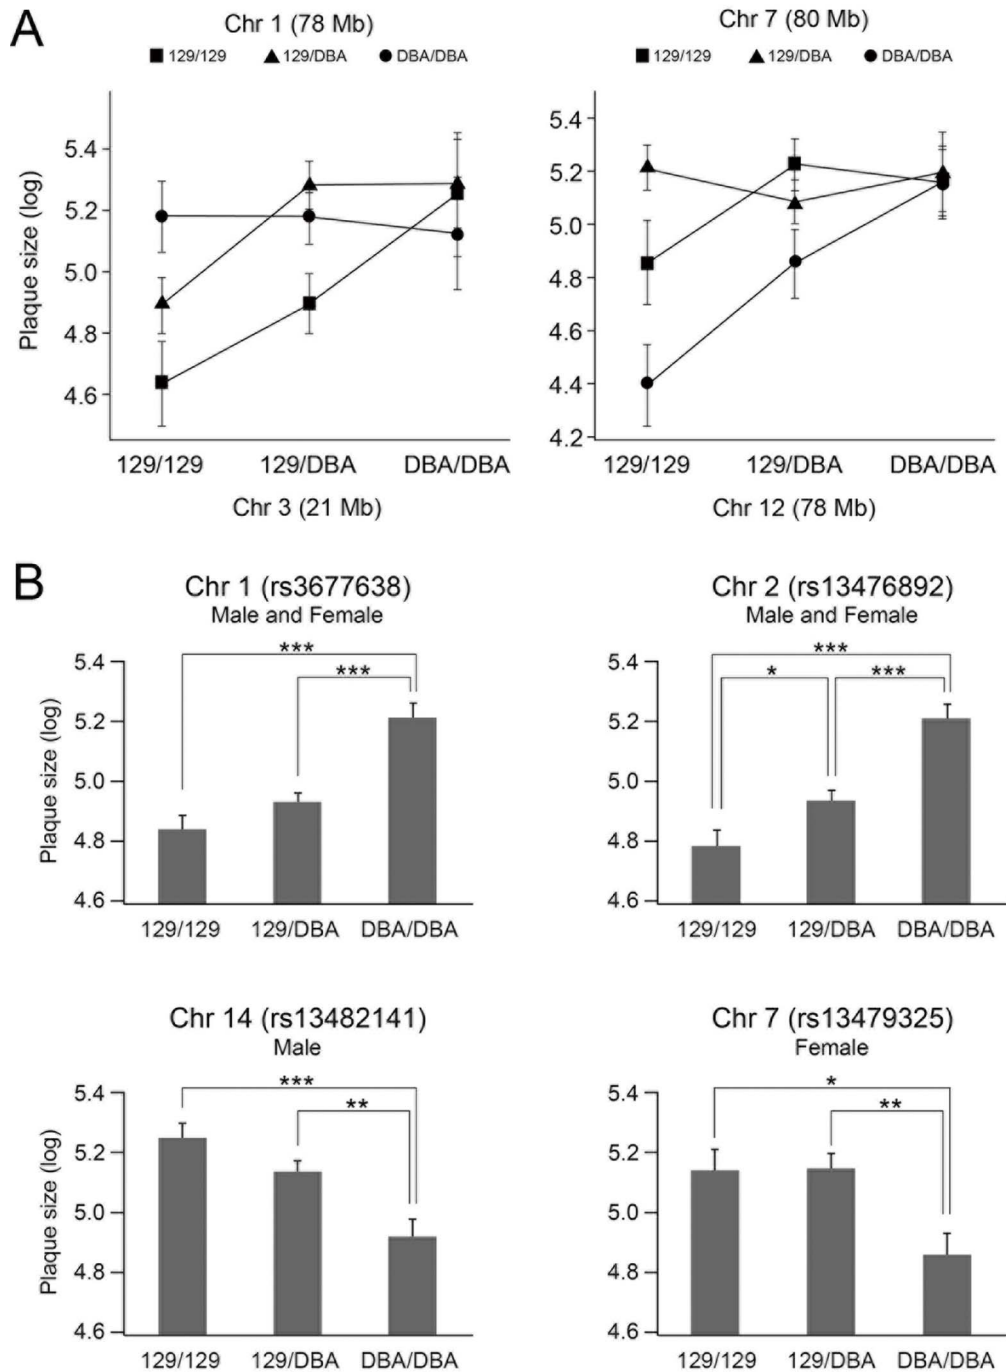 A
Chr 1 (78 Mb)
■ 129/129 ▲ 129/DBA ● DBA/DBA
Plaque size (log)
5.4
5.2
5.0
4.8
4.6
129/129 129/DBA DBA/DBA
Chr 3 (21 Mb)
Chr 7 (80 Mb)
■ 129/129 ▲ 129/DBA ● DBA/DBA
5.4
5.2
5.0
4.8
4.6
4.4
4.2
129/129 129/DBA DBA/DBA
Chr 12 (78 Mb)
B
Chr 1 (rs3677638)
Male and Female
***
***
Plaque size (log)
5.4
5.2
5.0
4.8
4.6
129/129 129/DBA DBA/DBA
Chr 2 (rs13476892)
Male and Female
***
* ***
5.4
5.2
5.0
4.8
4.6
129/129 129/DBA DBA/DBA
Chr 14 (rs13482141)
Male
***
**
Plaque size (log)
5.4
5.2
5.0
4.8
4.6
129/129 129/DBA DBA/DBA
Chr 7 (rs13479325)
Female
*
**
5.4
5.2
5.0
4.8
4.6
129/129 129/DBA DBA/DBA